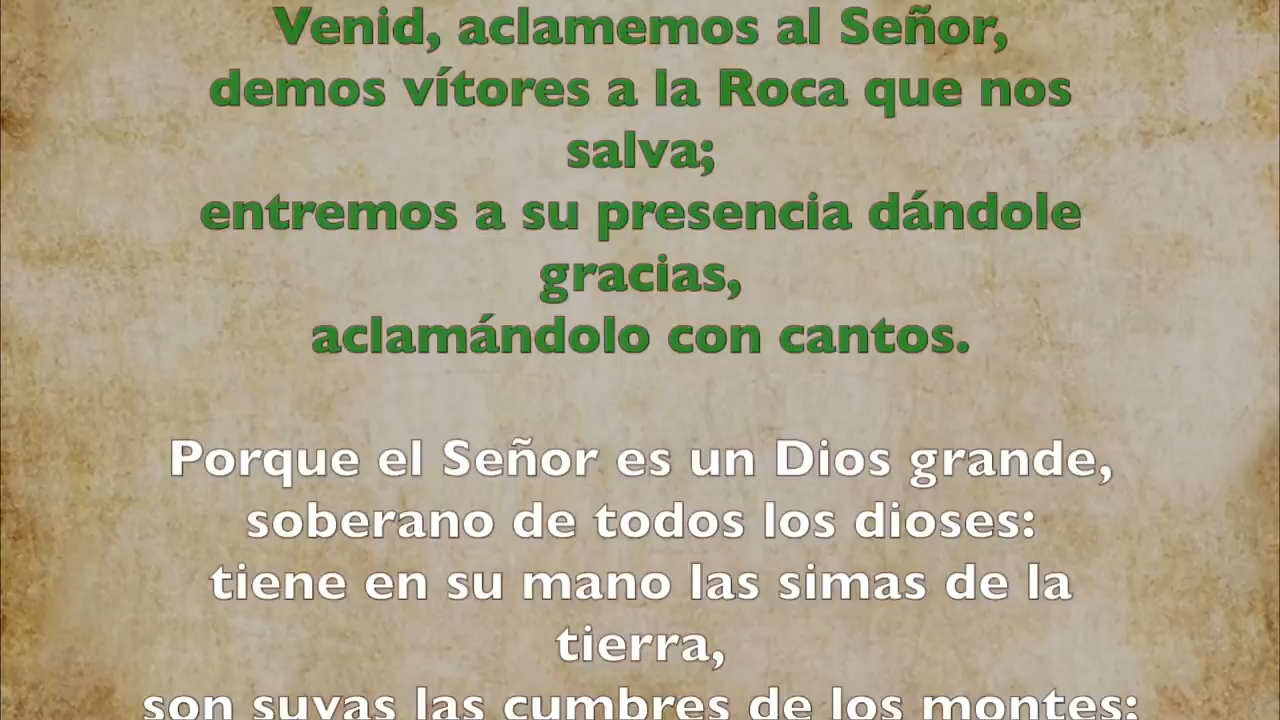 Venid, aclamemos al Señor,
demos vítores a la Roca que nos
salva;
entremos a su presencia dándole
gracias,
aclamándolo con cantos.
Porque el Señor es un Dios grande,
soberano de todos los dioses:
tiene en su mano las simas de la
tierra,
son suyas las cumbres de los montes;